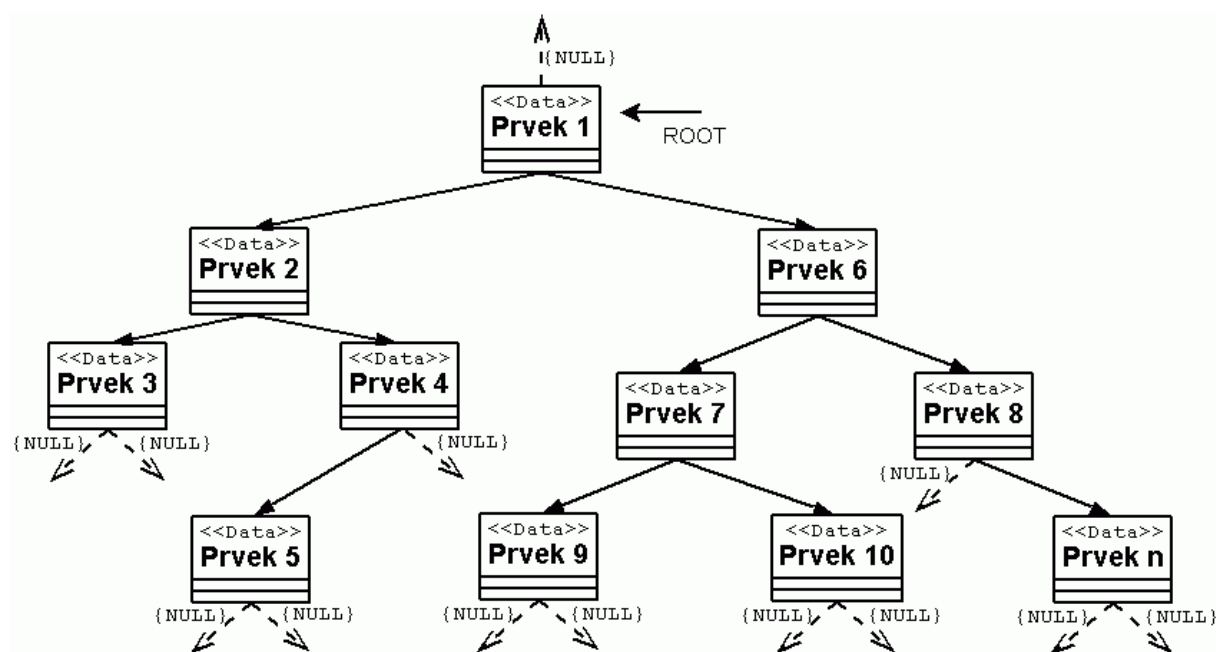 {NULL}
<<Data>>
Prvek 1
ROOT
<<Data>>
Prvek 2
<<Data>>
Prvek 6
<<Data>>
Prvek 3
<<Data>>
Prvek 4
<<Data>>
Prvek 7
<<Data>>
Prvek 8
{NULL}
{NULL}
{NULL}
{NULL}
<<Data>>
Prvek 5
<<Data>>
Prvek 9
<<Data>>
Prvek 10
<<Data>>
Prvek n
{NULL}
{NULL}
{NULL}
{NULL}
{NULL}
{NULL}
{NULL}
{NULL}